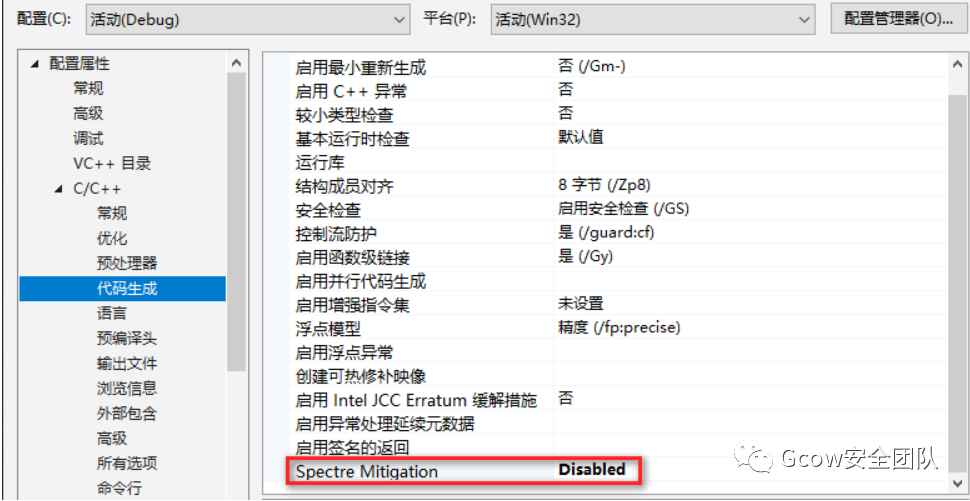 配置(C): 活动(Debug) 平台(P): 活动(Win32) 配置管理器(O)...
配置属性
常规
高级
调试
VC++ 目录
C/C++
常规
优化
预处理器
代码生成
语言
预编译头
输出文件
浏览信息
外部包含
高级
所有选项
命令行
启用最小重新生成 否 (/Gm-)
启用 C++ 异常 否
较小类型检查 否
基本运行时检查 默认值
运行库
结构成员对齐 8 字节 (/Zp8)
安全检查 启用安全检查 (/GS)
控制流防护 是 (/guard:cf)
启用函数级链接 是 (/Gy)
启用并行代码生成
启用增强指令集 未设置
浮点模型 精度 (/fp:precise)
启用浮点异常
创建可热修补映像
启用 Intel JCC Erratum 缓解措施 否
启用异常处理延续元数据
启用签名的返回
Spectre Mitigation Disabled
Gcow安全团队